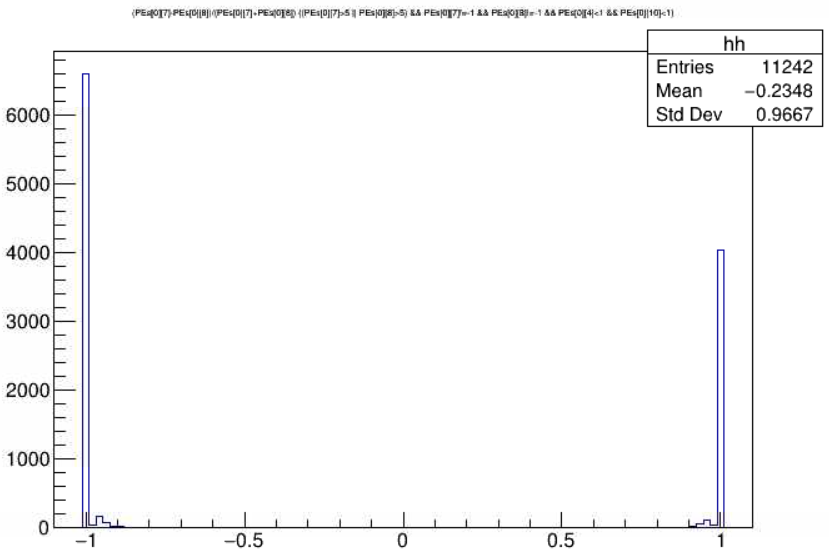 (PEs[0][7]-PEs[0][8])/(PEs[0][7]+PEs[0][8]) {(PEs[0][7]>5 || PEs[0][8]>5) && PEs[0][7]!=-1 && PEs[0][8]!=-1 && PEs[0][4]<1 && PEs[0][10]<1}
hh
Entries 11242
Mean −0.2348
Std Dev 0.9667
6000
5000
4000
3000
2000
1000
0
−1 −0.5 0 0.5 1